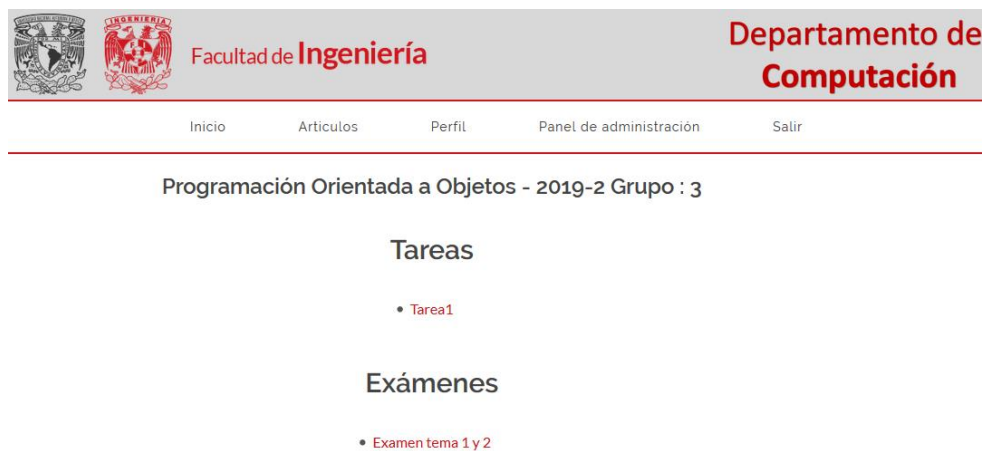 INGENIERIA
Facultad de Ingeniería
Departamento de
Computación
Inicio Articulos Perfil Panel de administración Salir
Programación Orientada a Objetos - 2019-2 Grupo : 3
Tareas
• Tarea1
Exámenes
• Examen tema 1 y 2